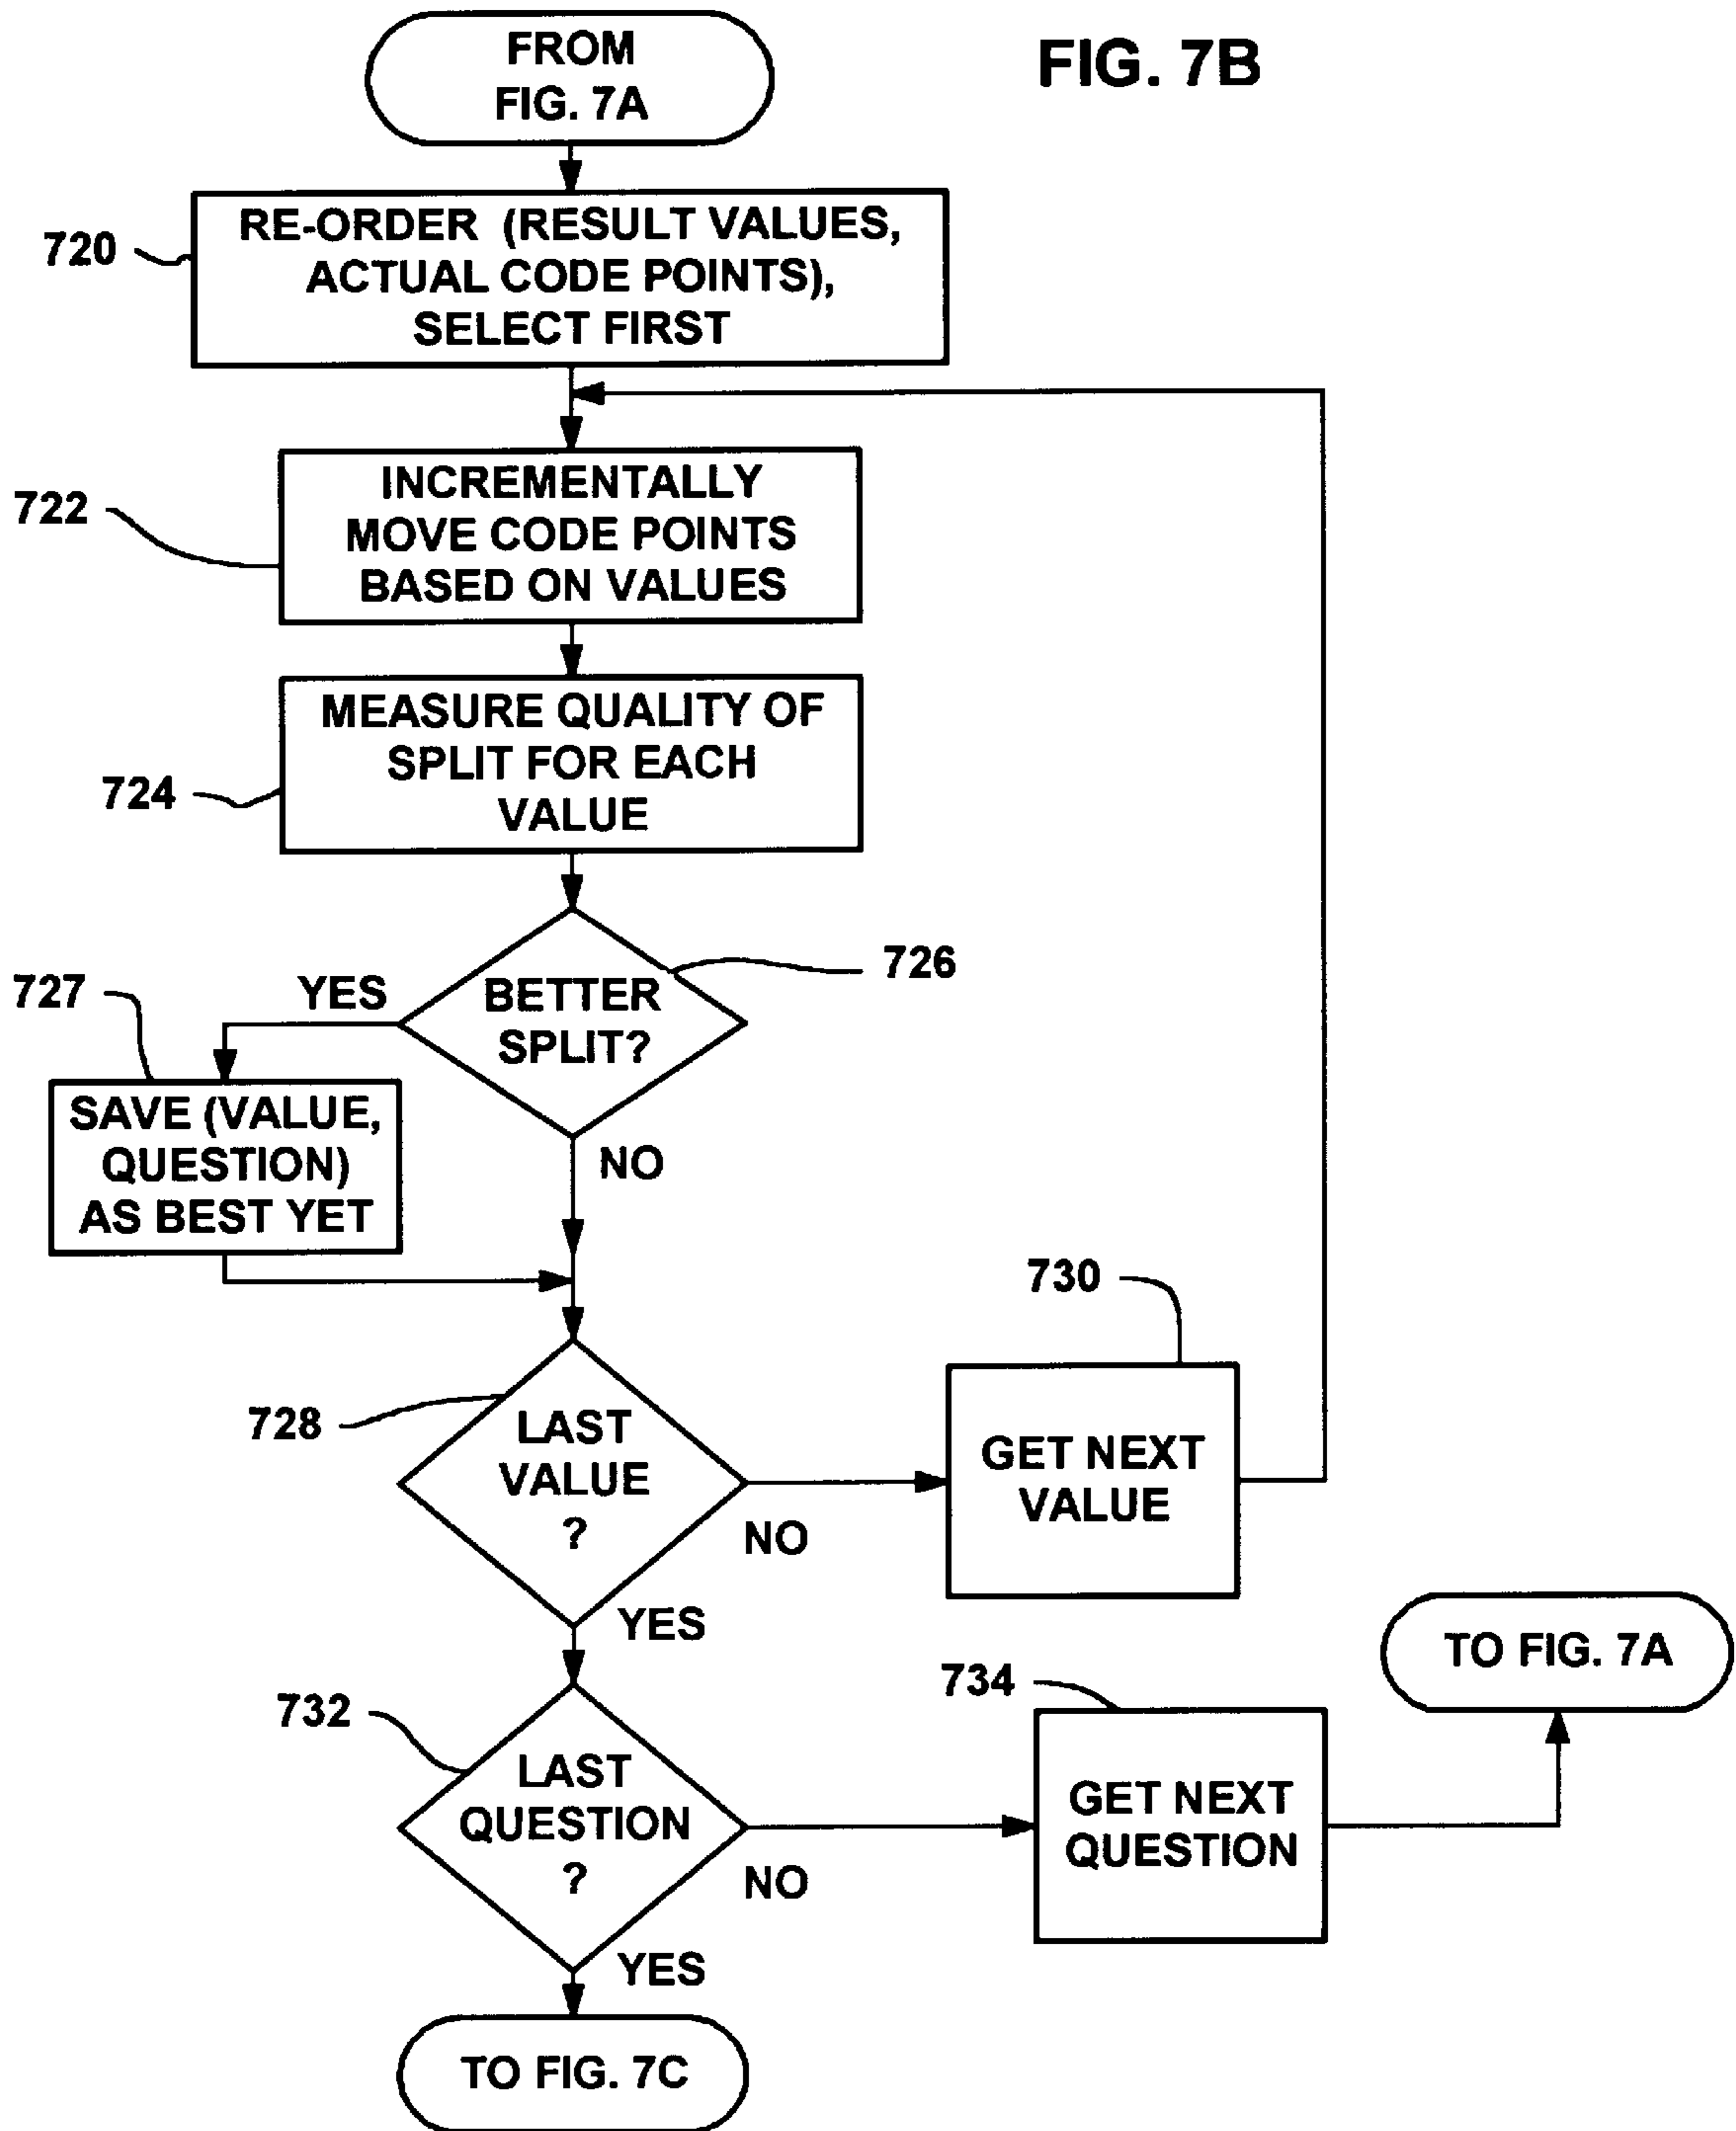 FROM
FIG. 7A
FIG. 7B
720
RE-ORDER (RESULT VALUES,
ACTUAL CODE POINTS),
SELECT FIRST
722
INCREMENTALLY
MOVE CODE POINTS
BASED ON VALUES
724
MEASURE QUALITY OF
SPLIT FOR EACH
VALUE
726
BETTER
SPLIT?
YES
727
SAVE (VALUE,
QUESTION)
AS BEST YET
NO
728
LAST
VALUE
?
NO
730
GET NEXT
VALUE
YES
732
LAST
QUESTION
?
NO
734
GET NEXT
QUESTION
TO FIG. 7A
YES
TO FIG. 7C